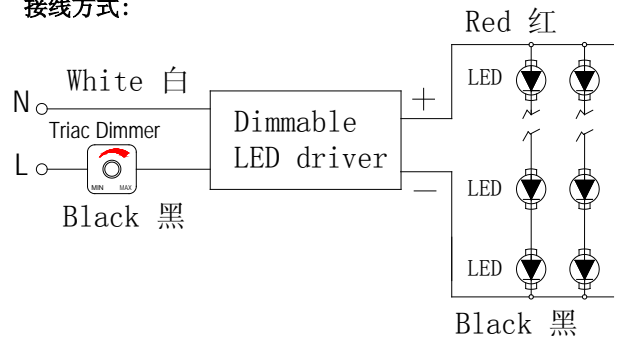 接线方式:
Red 红
White 白
LED
N
+
Triac Dimmer
Dimmable
LED driver
L
MIN MAX
—
LED
Black 黑
LED
Black 黑